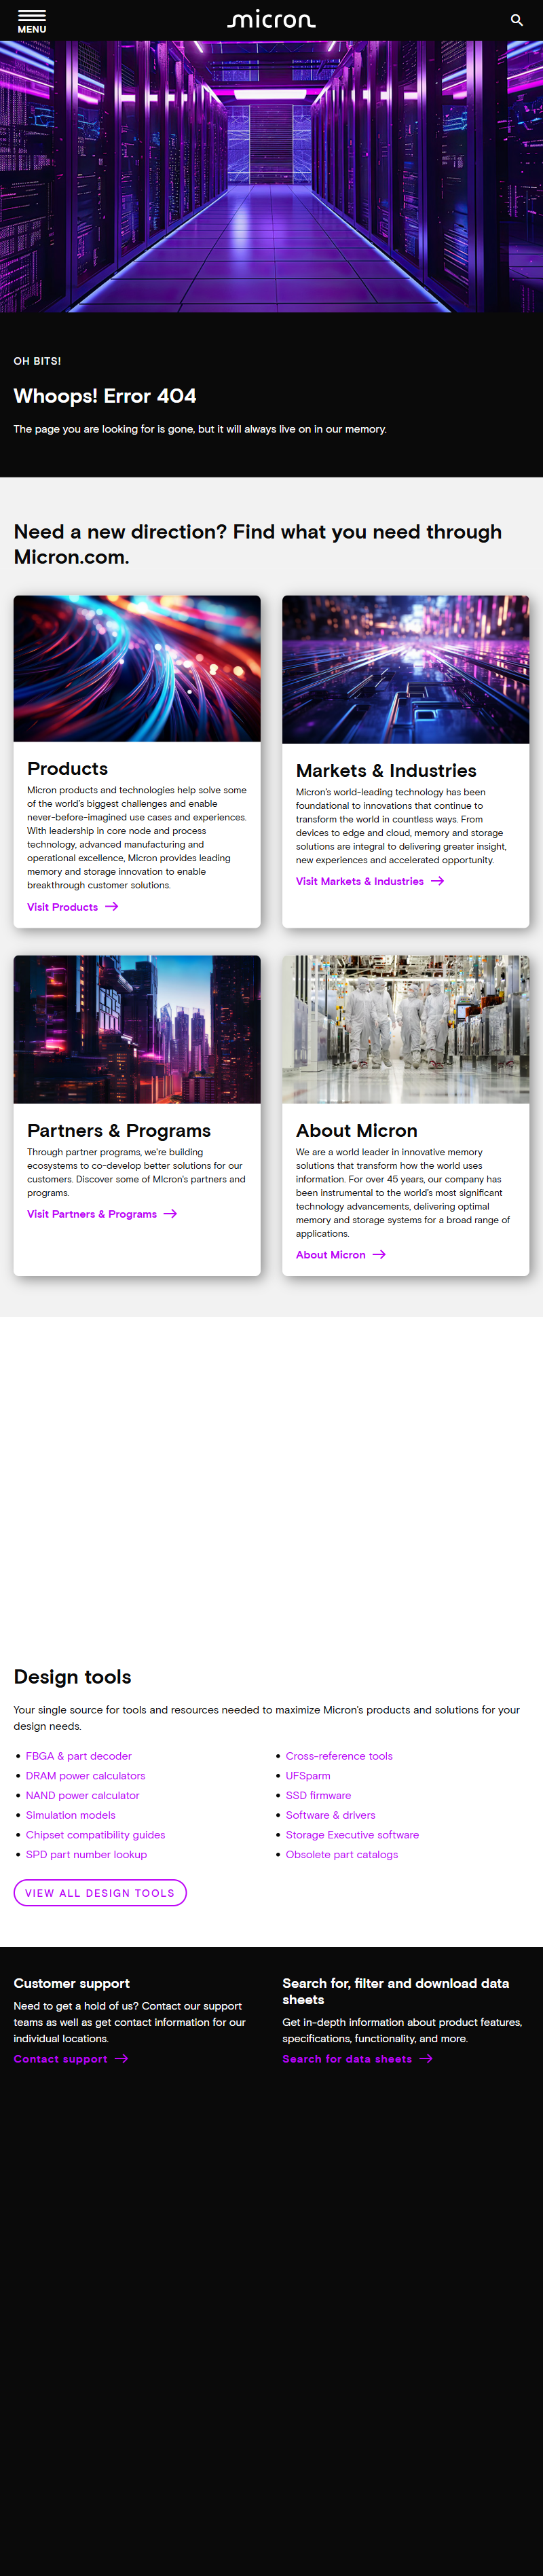 MENU
micron
OH BITS!
Whoops! Error 404
The page you are looking for is gone, but it will always live on in our memory.
Need a new direction? Find what you need through
Micron.com.
Products
Micron products and technologies help solve some
of the world's biggest challenges and enable
never-before-imagined use cases and experiences.
With leadership in core node and process
technology, advanced manufacturing and
operational excellence, Micron provides leading
memory and storage innovation to enable
breakthrough customer solutions.
Visit Products
Markets & Industries
Micron's world-leading technology has been
foundational to innovations that continue to
transform the world in countless ways. From
devices to edge and cloud, memory and storage
solutions are integral to delivering greater insight,
new experiences and accelerated opportunity.
Visit Markets & Industries
Partners & Programs
Through partner programs, we're building
ecosystems to co-develop better solutions for our
customers. Discover some of MIcron's partners and
programs.
Visit Partners & Programs
About Micron
We are a world leader in innovative memory
solutions that transform how the world uses
information. For over 45 years, our company has
been instrumental to the world's most significant
technology advancements, delivering optimal
memory and storage systems for a broad range of
applications.
About Micron
Design tools
Your single source for tools and resources needed to maximize Micron's products and solutions for your
design needs.
FBGA & part decoder
DRAM power calculators
NAND power calculator
Simulation models
Chipset compatibility guides
SPD part number lookup
Cross-reference tools
UFSparm
SSD firmware
Software & drivers
Storage Executive software
Obsolete part catalogs
VIEW ALL DESIGN TOOLS
Customer support
Need to get a hold of us? Contact our support
teams as well as get contact information for our
individual locations.
Contact support
Search for, filter and download data
sheets
Get in-depth information about product features,
specifications, functionality, and more.
Search for data sheets